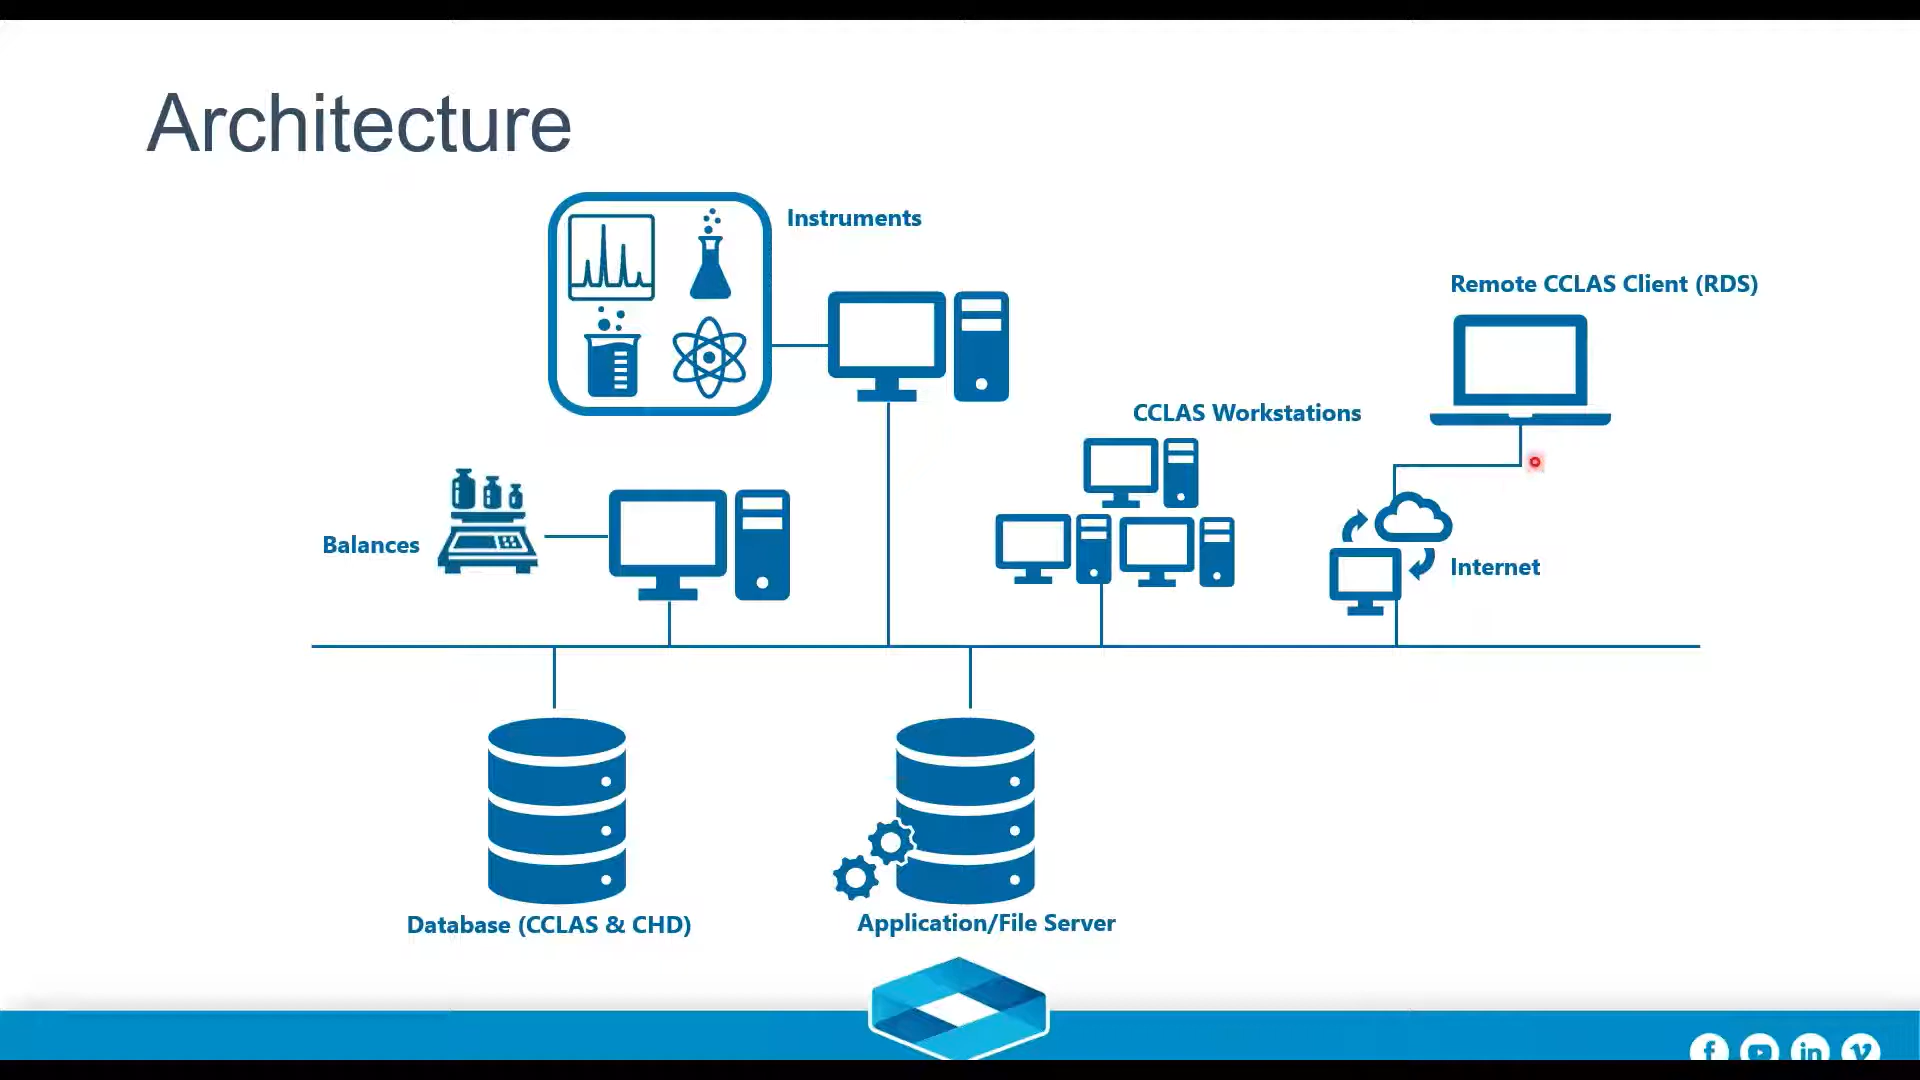 Architecture
Instruments
Remote CCLAS Client (RDS)
CCLAS Workstations
Balances
Internet
Database (CCLAS & CHD)
Application/File Server